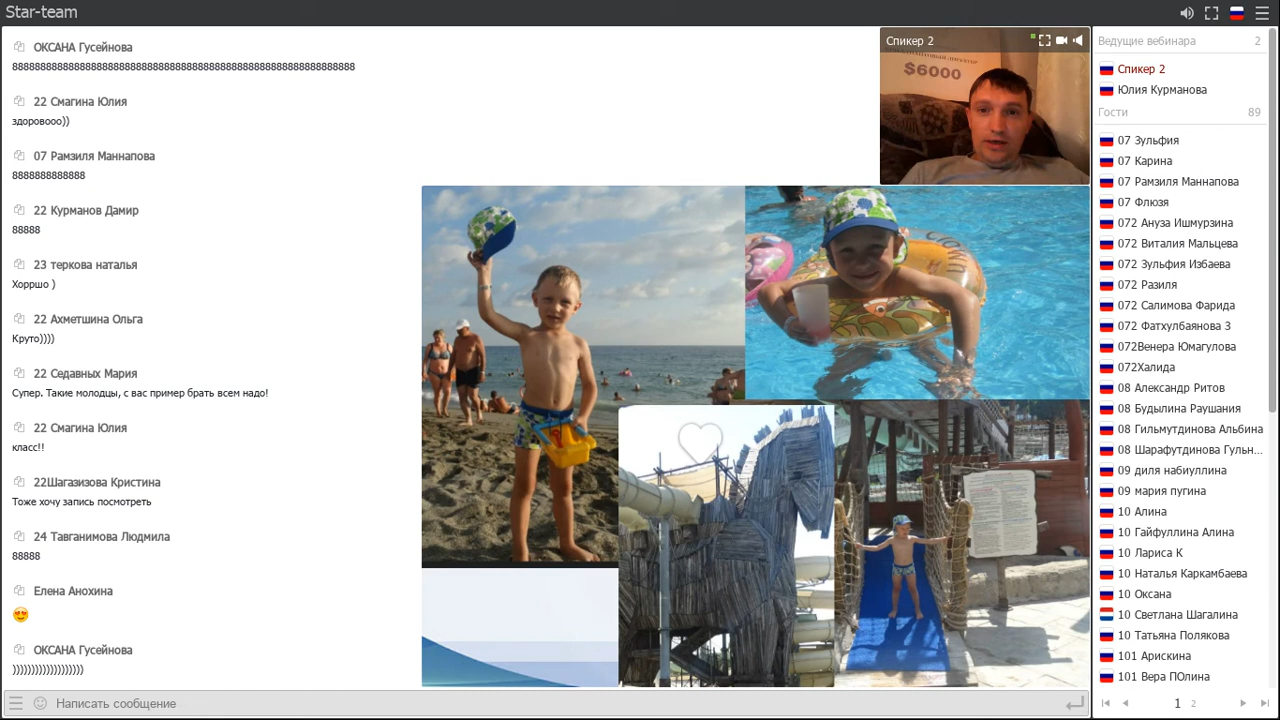 Star-team
ОКСАНА Гусейнова
22 Смагина Юлия
здоровооо))
07 Рамзиля Маннапова
8888888888888
22 Курманов Дамир
88888
23 теркова наталья
Хорршо )
22 Ахметшина Ольга
Круто))))
22 Седавных Мария
Супер. Такие молодцы, с вас пример брать всем надо!
22 Смагина Юлия
класс!!
22Шагазизова Кристина
Тоже хочу запись посмотреть
24 Тавганимова Людмила
88888
Елена Анохина
ОКСАНА Гусейнова
)))))))))))))))))))
Написать сообщение
Спикер 2
$6000
Ведущие вебинара 2
Спикер 2
Юлия Курманова
Гости 89
07 Зульфия
07 Карина
07 Рамзиля Маннапова
07 Флюзя
072 Ануза Ишмурзина
072 Виталия Мальцева
072 Зульфия Избаева
072 Разиля
072 Салимова Фарида
072 Фатхулбаянова З
072Венера Юмагулова
072Халида
08 Александр Ритов
08 Будылина Раушания
08 Гильмутдинова Альбина
08 Шарафутдинова Гульн...
09 диля набиуллина
09 мария пугина
10 Алина
10 Гайфуллина Алина
10 Лариса К
10 Наталья Каркамбаева
10 Оксана
10 Светлана Шагалина
10 Татьяна Полякова
101 Арискина
101 Вера ПОлина
1 2